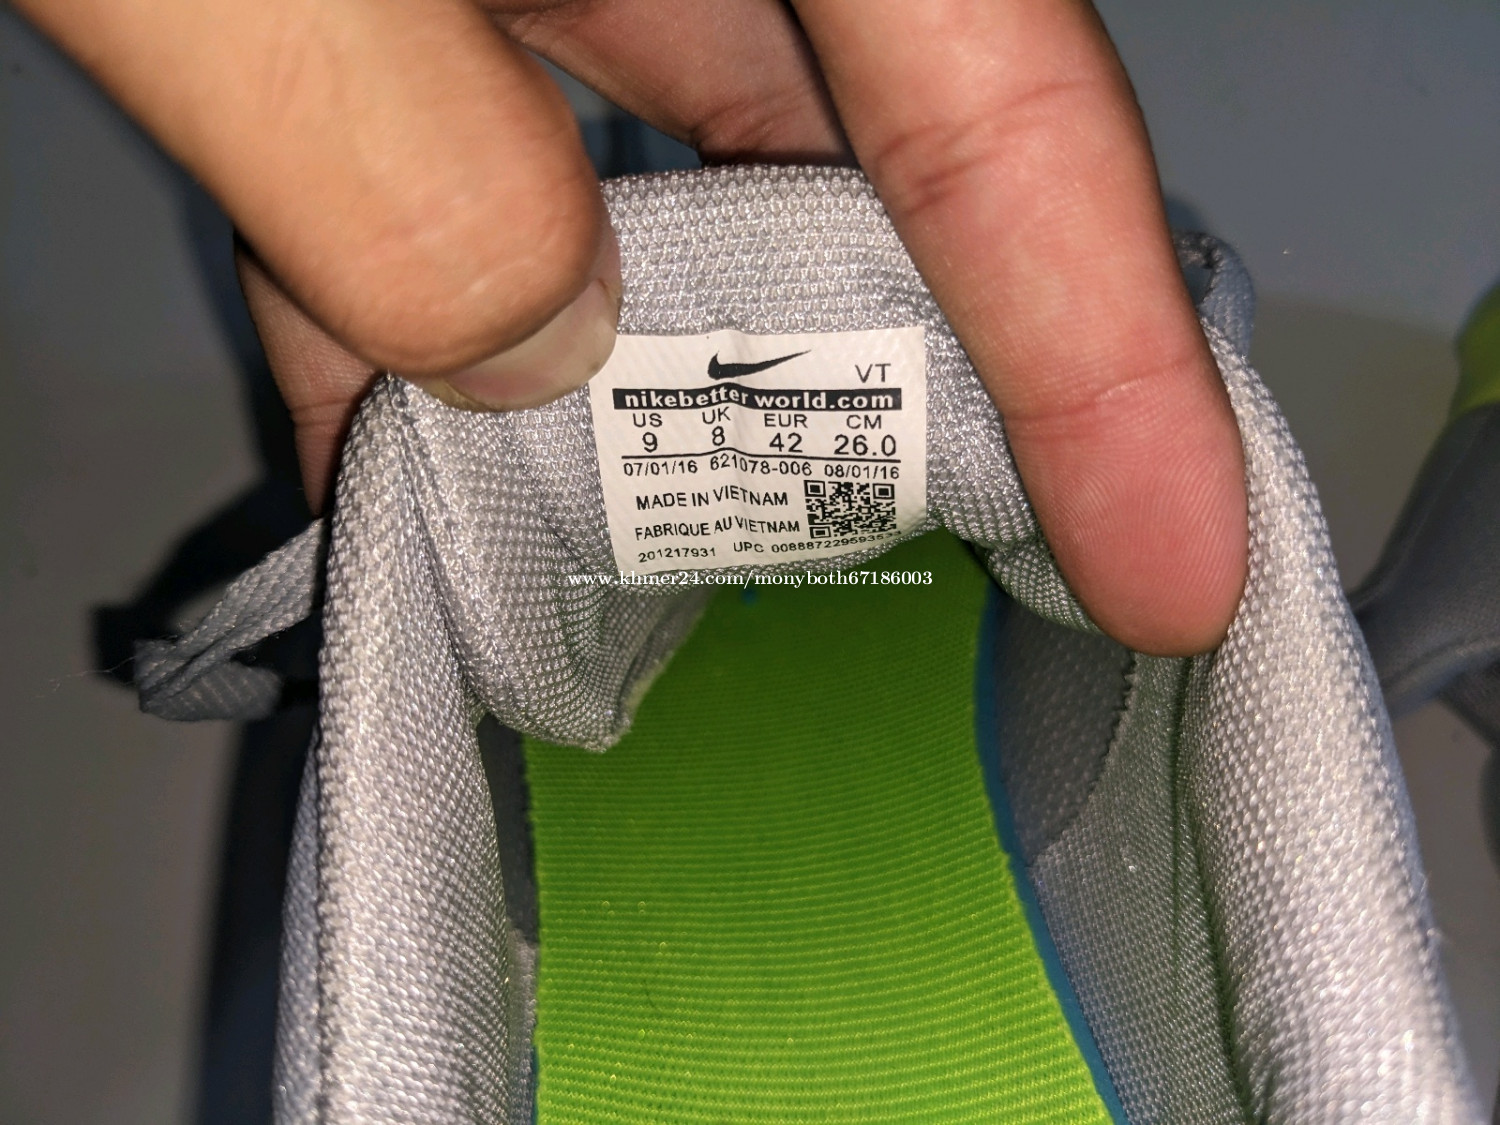 VT
nikebetterworld.com
US UK EUR CM
9 8 42 26.0
07/01/16 621078-006 08/01/16
MADE IN VIETNAM
FABRIQUE AU VIETNAM
201217931 UPC
www.khmer24.com/monyboth67186003